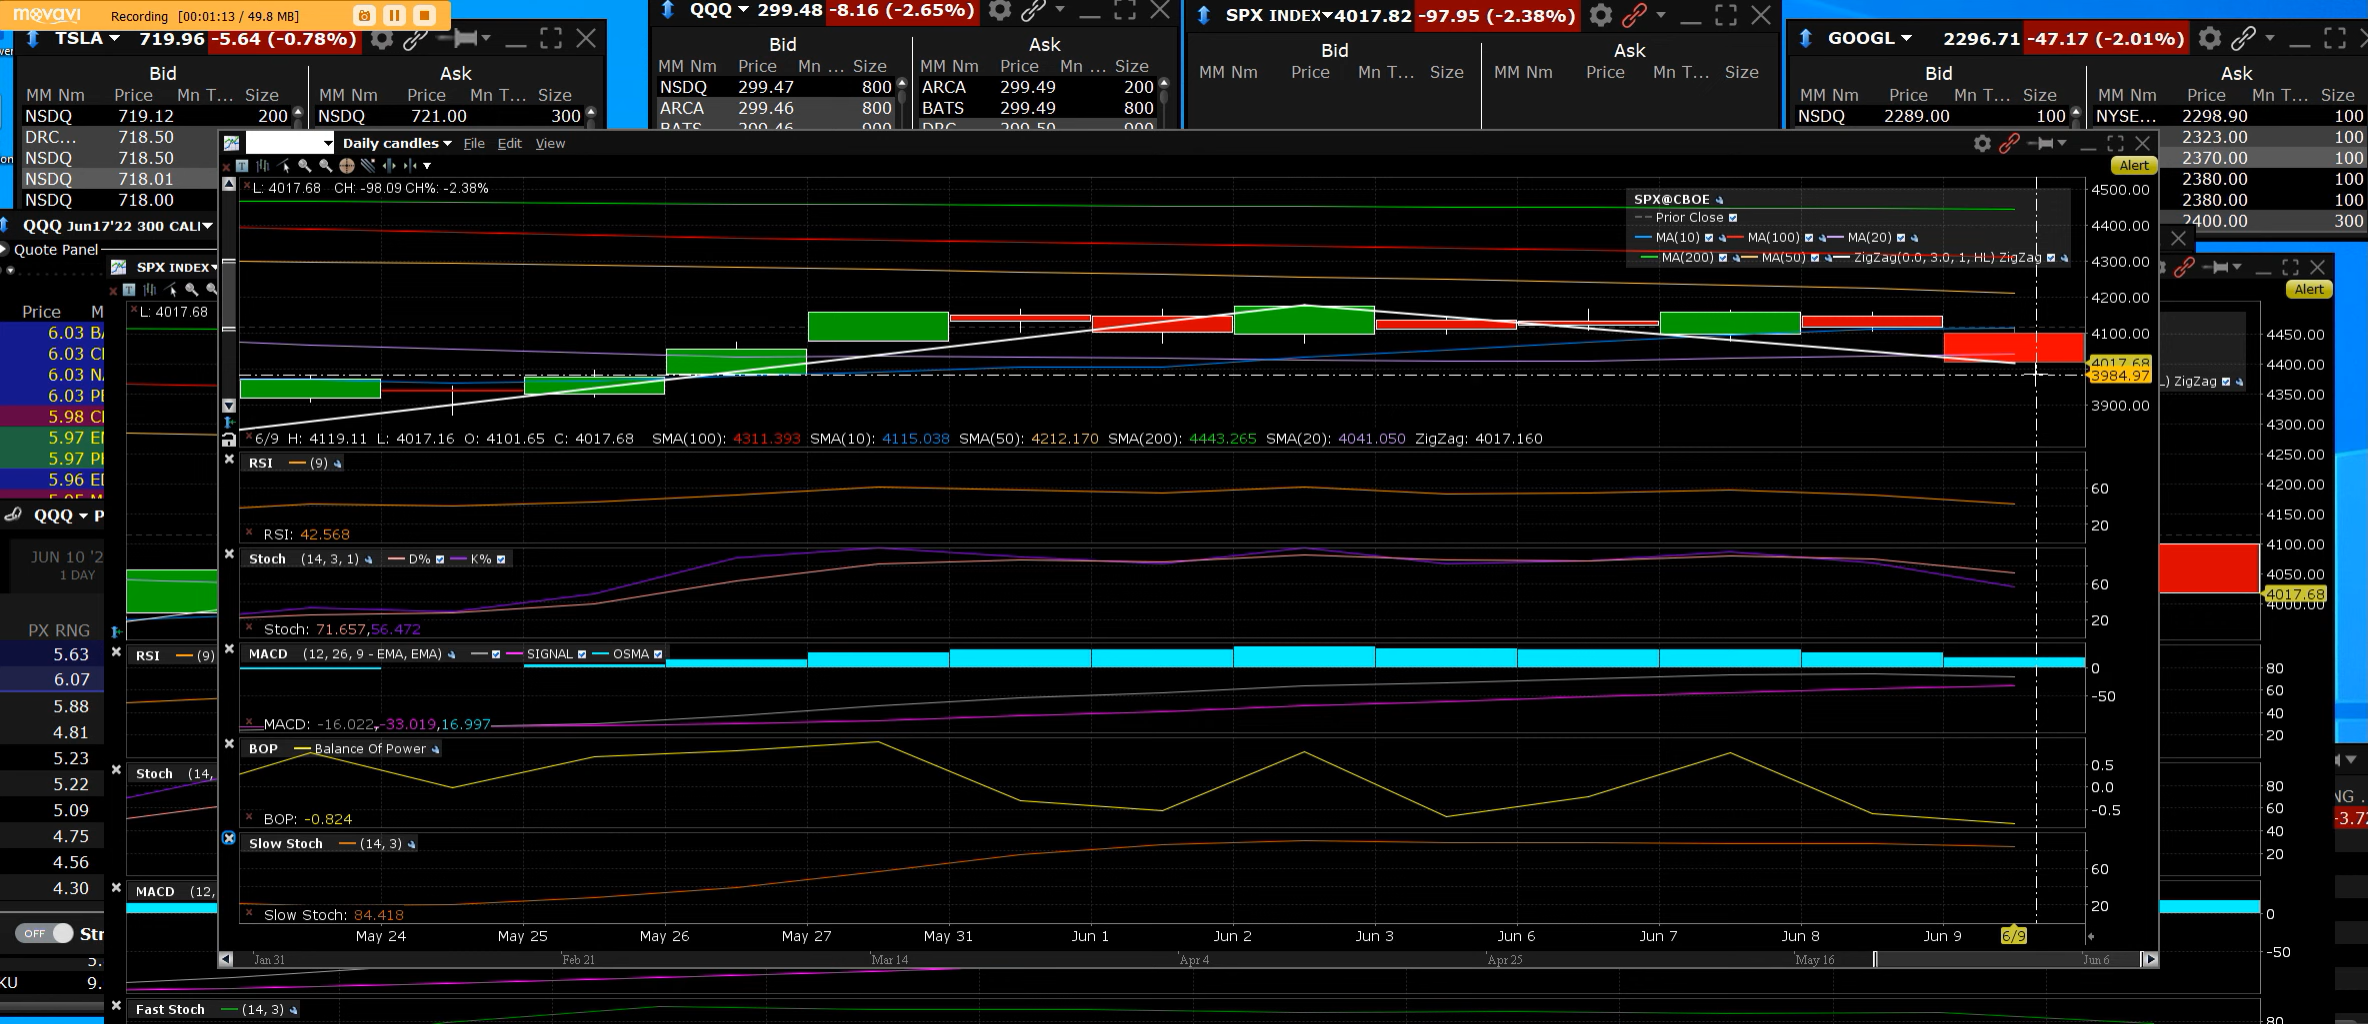 movavi Recording [00:01:13 / 49.8 MB]
TSLA 719.96 -5.64 (-0.78%)
Bid Ask
MM Nm Price Mn T... Size MM Nm Price Mn T... Size
NSDQ 719.12 200 NSDQ 721.00 300
DRC... 718.50
NSDQ 718.50
NSDQ 718.01
NSDQ 718.00
QQQ 299.48 -8.16 (-2.65%)
Bid Ask
MM Nm Price Mn ... Size MM Nm Price Mn ... Size
NSDQ 299.47 800 ARCA 299.49 200
ARCA 299.46 800 BATS 299.49 800
SPX INDEX 4017.82 -97.95 (-2.38%)
Bid Ask
MM Nm Price Mn T... Size MM Nm Price Mn T... Size
GOOGL 2296.71 -47.17 (-2.01%)
Bid Ask
MM Nm Price Mn T... Size MM Nm Price Mn T... Size
NSDQ 2289.00 100 NYSE... 2298.90 100
2323.00 100
2370.00 100
2380.00 100
2380.00 100
2400.00 300
QQQ Jun17'22 300 CALI
Quote Panel
SPX INDEX
L: 4017.68
Price M
6.03 B
6.03 C
6.03 N
6.03 P
5.98 C
5.97 E
5.97 P
5.96 E
QQQ P
JUN 10 '2
1 DAY
PX RNG
5.63
6.07
5.88
4.81
5.23
5.22
5.09
4.75
4.56
4.30
OFF Str
KU 9.
RSI (9)
Stoch (14,
MACD (12,
Fast Stoch (14, 3)
Daily candles File Edit View
Alert
L: 4017.68 CH: -98.09 CH%: -2.38%
SPX@CBOE
Prior Close
MA(10) MA(100) MA(20)
MA(200) MA(50) ZigZag(0.0, 3.0, 1, HL) ZigZag
4500.00
4400.00
4300.00
4200.00
4100.00
4017.68
3984.97
3900.00
6/9 H: 4119.11 L: 4017.16 O: 4101.65 C: 4017.68 SMA(100): 4311.393 SMA(10): 4115.038 SMA(50): 4212.170 SMA(200): 4443.265 SMA(20): 4041.050 ZigZag: 4017.160
RSI (9)
60
20
RSI: 42.568
Stoch (14, 3, 1) D% K%
60
20
Stoch: 71.657,56.472
MACD (12, 26, 9 - EMA, EMA) SIGNAL OSMA
0
-50
MACD: -16.022,-33.019,16.997
BOP Balance Of Power
0.5
0.0
-0.5
BOP: -0.824
Slow Stoch (14, 3)
60
20
Slow Stoch: 84.418
May 24 May 25 May 26 May 27 May 31 Jun 1 Jun 2 Jun 3 Jun 6 Jun 7 Jun 8 Jun 9 6/9
Jan 31 Feb 21 Mar 14 Apr 4 Apr 25 May 16 Jun 6
Alert
ZigZag
4450.00
4400.00
4350.00
4300.00
4250.00
4200.00
4150.00
4100.00
4050.00
4017.68
4000.00
80
60
40
20
80
60
40
20
0
-50
80
NG
-3.72